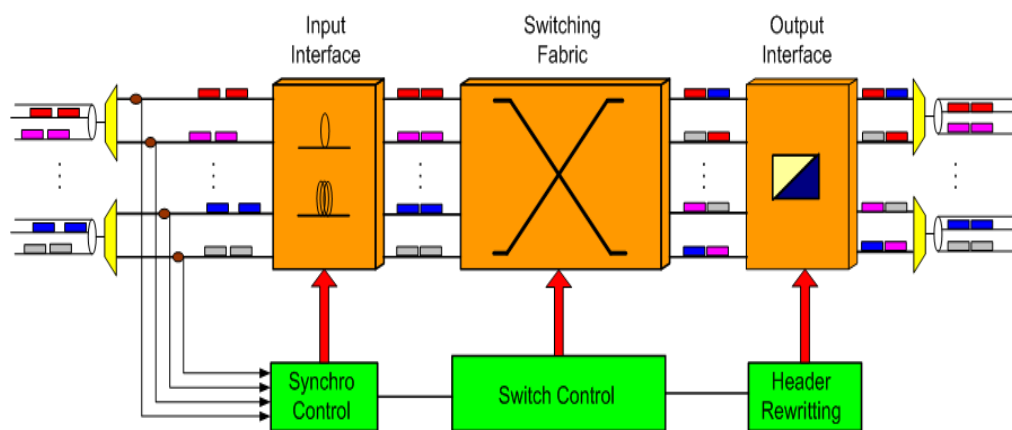 Input
Interface
Switching
Fabric
Output
Interface
Synchro
Control
Switch Control
Header
Rewritting